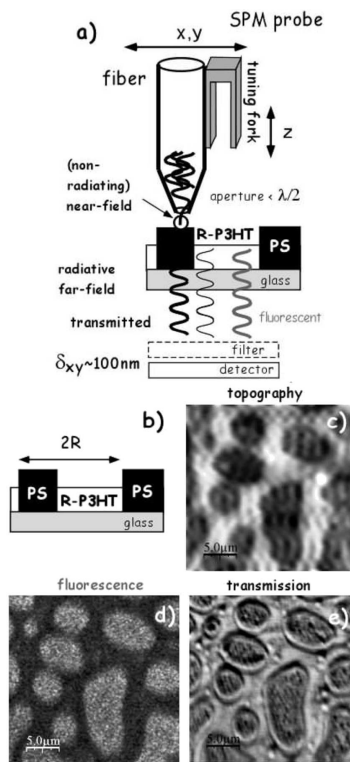 SPM probe
a)
x,y
fiber
tuning fork
z
(non-
radiating)
near-field
aperture < λ/2
R-P3HT
PS
radiative
far-field
glass
transmitted
fluorescent
filter
detector
δxy~100nm
topography
b)
c)
2R
PS
R-P3HT
PS
glass
5.0µm
fluorescence
transmission
d)
e)
5.0µm
5.0µm